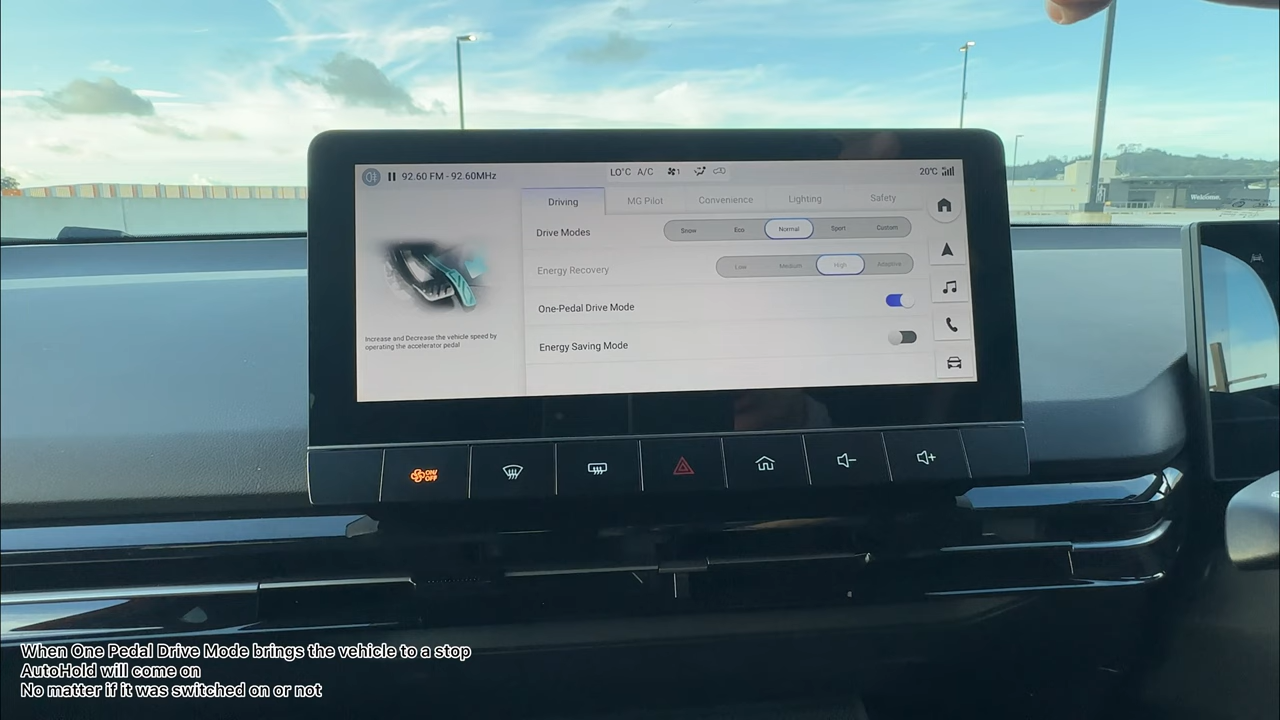 92.60 FM - 92.60MHz
LO°C A/C
1
20°C
Driving
MG Pilot
Convenience
Lighting
Safety
Drive Modes
Snow
Eco
Normal
Sport
Custom
Energy Recovery
Low
Medium
High
Adaptive
One-Pedal Drive Mode
Energy Saving Mode
Increase and Decrease the vehicle speed by
operating the accelerator pedal
ON/
OFF
Welcome.
When One Pedal Drive Mode brings the vehicle to a stop
AutoHold will come on
No matter if it was switched on or not